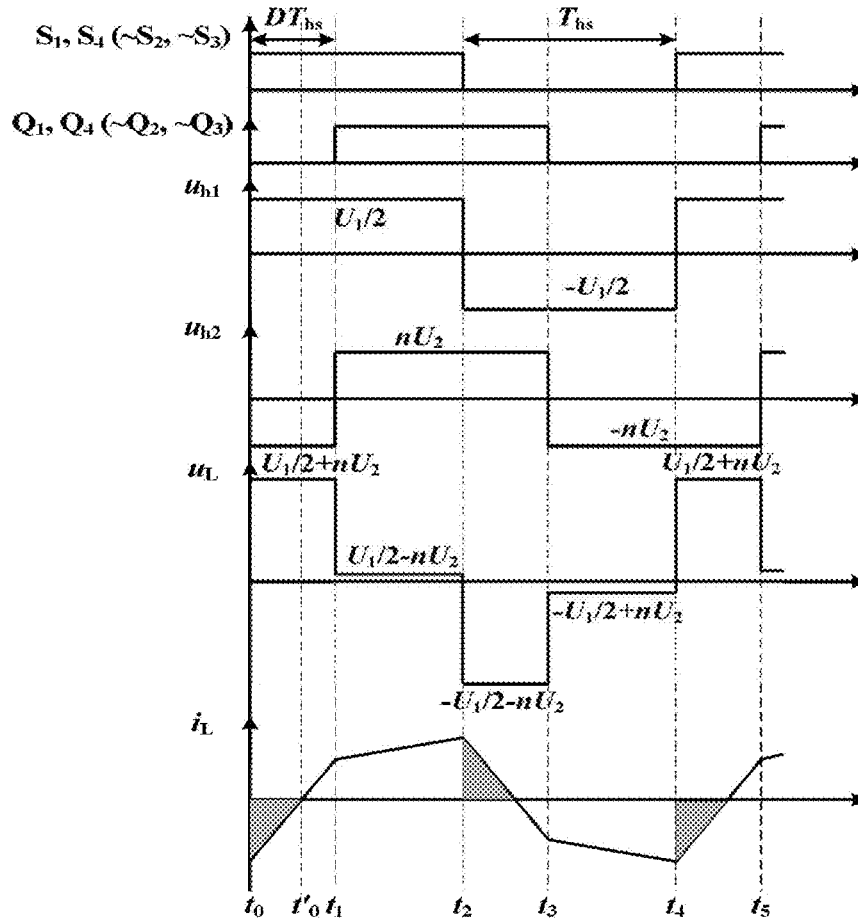 DT_hs T_hs
S₁, S₄ (~S₂, ~S₃)
Q₁, Q₄ (~Q₂, ~Q₃)
u_h1
U₁/2
-U₁/2
u_h2
nU₂
-nU₂
U₁/2+nU₂ U₁/2+nU₂
u_L
U₁/2-nU₂
-U₁/2+nU₂
-U₁/2-nU₂
i_L
t₀ t'₀ t₁ t₂ t₃ t₄ t₅